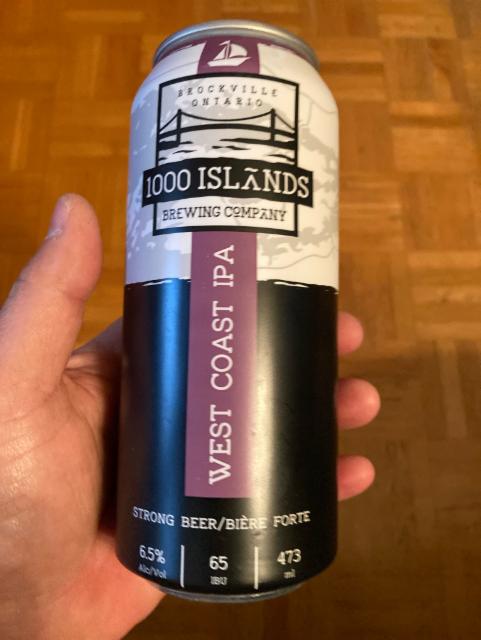 BROCKVILLE
ONTARIO
1000 ISLANDS
BREWING COMPANY
WEST COAST IPA
STRONG BEER/BIÈRE FORTE
6.5% 65 473
Alc/Vol IBU ml